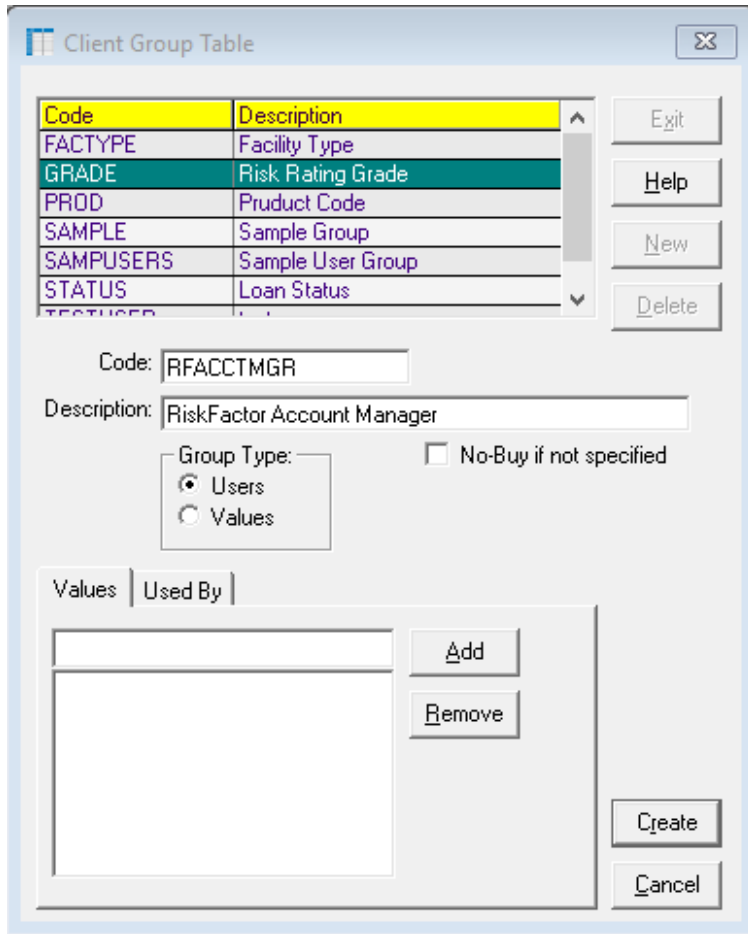 Client Group Table
Code Description
FACTYPE Facility Type
GRADE Risk Rating Grade
PROD Pruduct Code
SAMPLE Sample Group
SAMPUSERS Sample User Group
STATUS Loan Status
Exit
Help
New
Delete
Code: RFACCTMGR
Description: RiskFactor Account Manager
Group Type: No-Buy if not specified
Users
Values
Values Used By
Add
Remove
Create
Cancel